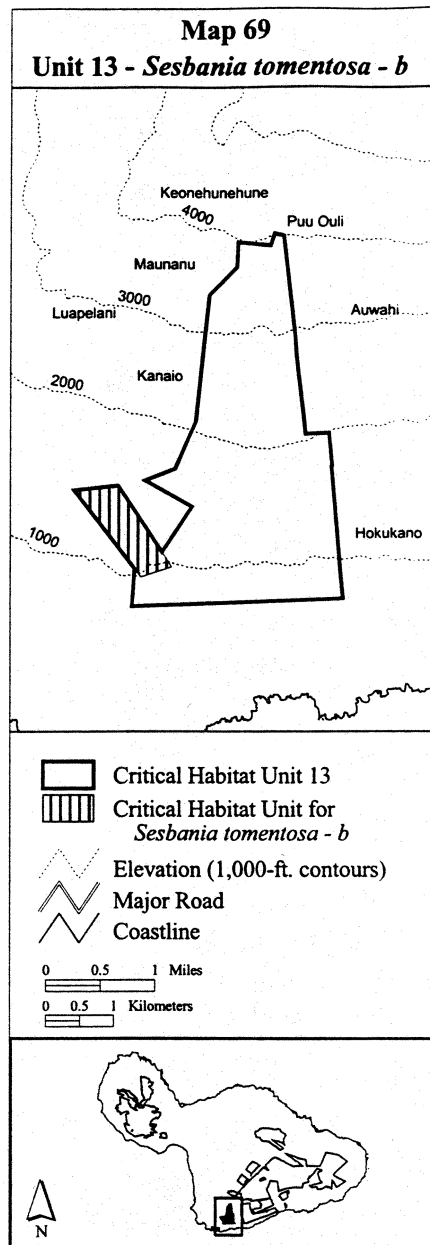 Map 69
Unit 13 - Sesbania tomentosa - b
Keonehunehune
4000
Puu Ouli
Maunanu
3000
Luapelani
Auwahi
Kanaio
2000
1000
Hokukano
Critical Habitat Unit 13
Critical Habitat Unit for
Sesbania tomentosa - b
Elevation (1,000-ft. contours)
Major Road
Coastline
0 0.5 1 Miles
0 0.5 1 Kilometers
N